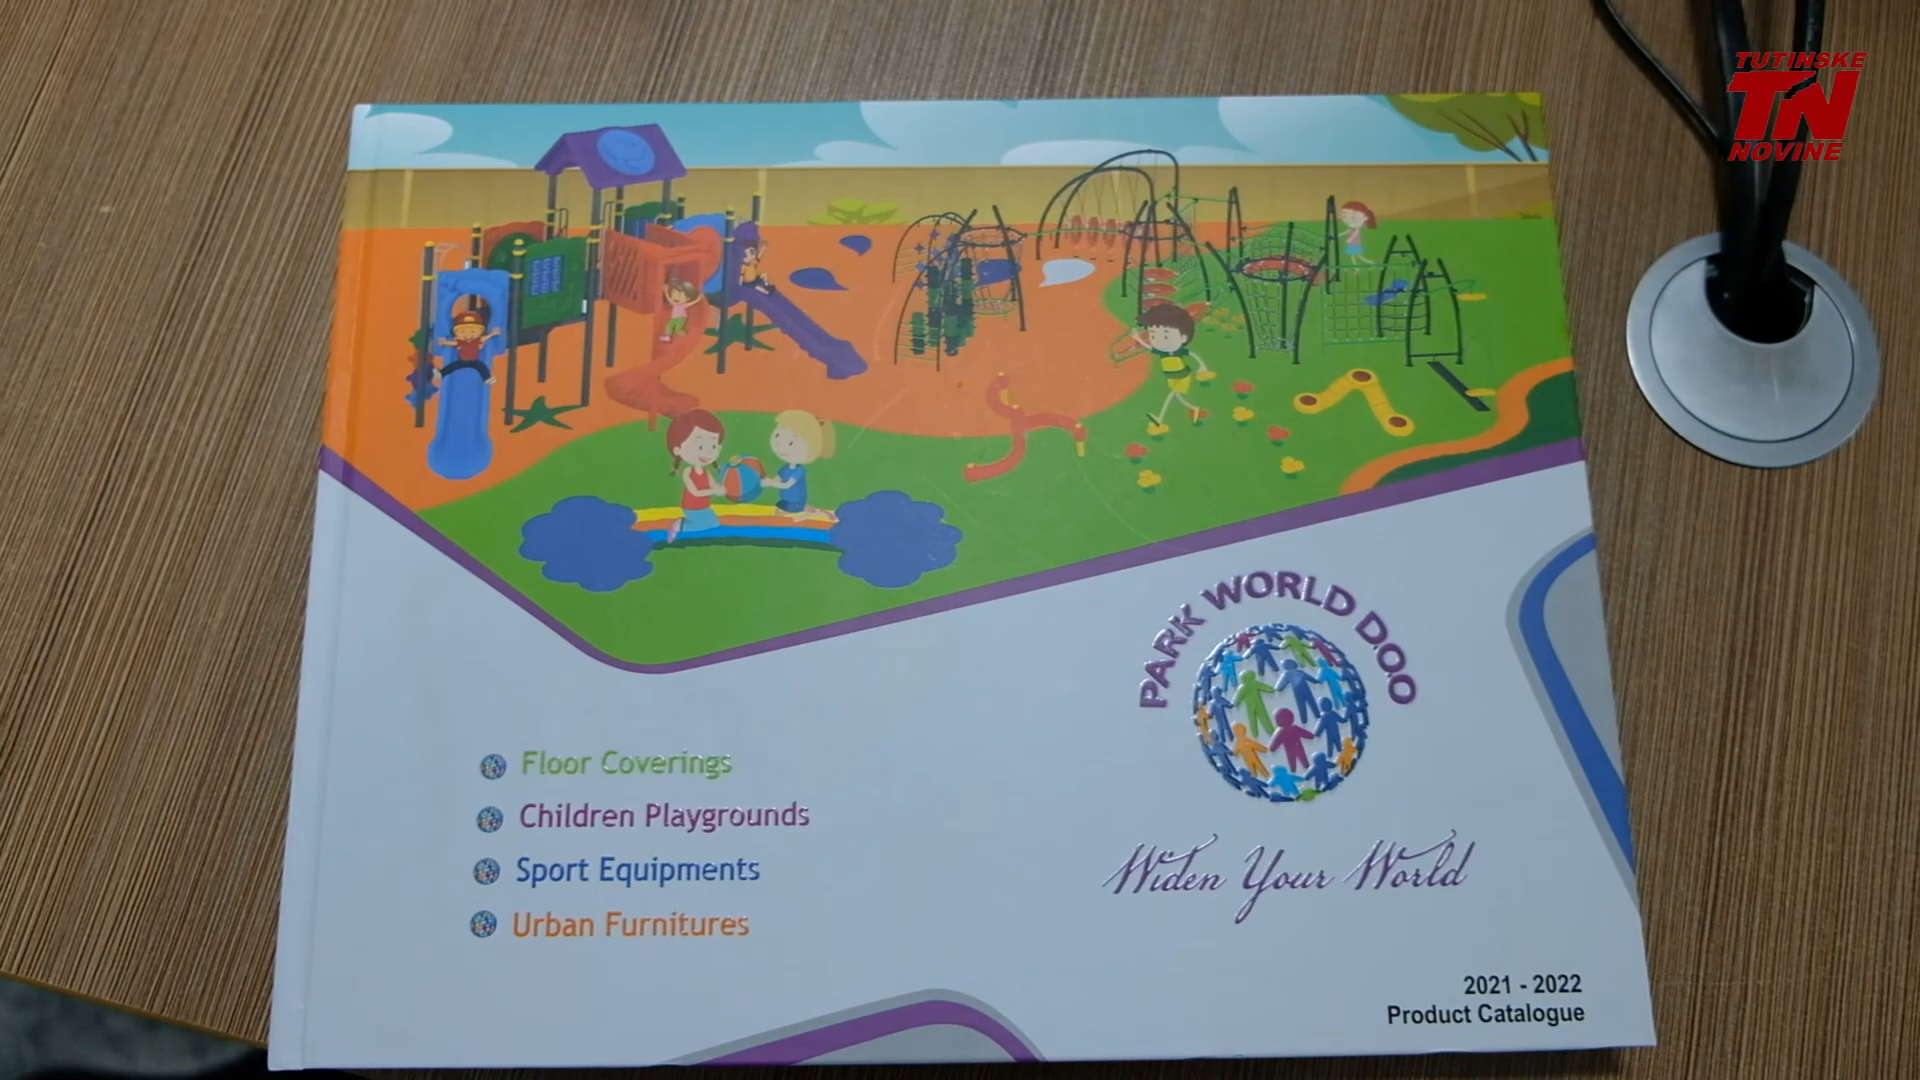 TUTINSKE
TN
NOVINE
PARK WORLD DOO
Floor Coverings
Children Playgrounds
Sport Equipments
Urban Furnitures
Widen Your World
2021 - 2022
Product Catalogue